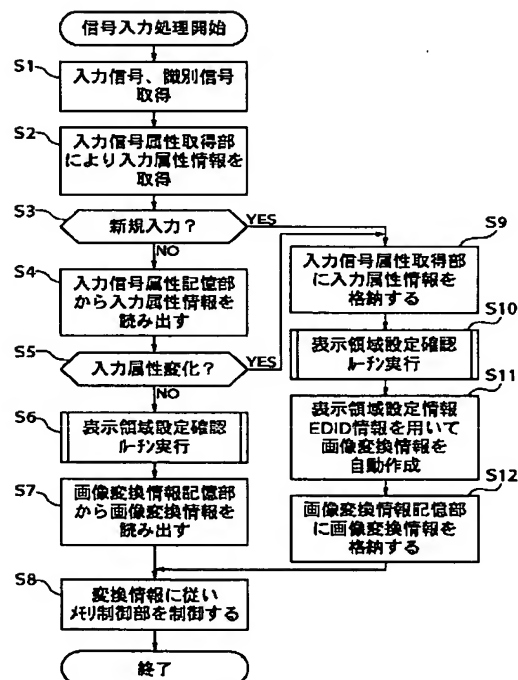 信号入力処理開始
S1
入力信号、識別信号
取得
S2
入力信号属性取得部
により入力属性情報を
取得
S3
新規入力?
YES
NO
S4
入力信号属性記憶部
から入力属性情報を
読み出す
S5
入力属性変化?
YES
NO
S6
表示領域設定確認
ルーチン実行
S7
画像変換情報記憶部
から画像変換情報を
読み出す
S8
変換情報に従い
メモリ制御部を制御する
終了
S9
入力信号属性取得部
に入力属性情報を
格納する
S10
表示領域設定確認
ルーチン実行
S11
表示領域設定情報
EDID情報を用いて
画像変換情報を
自動作成
S12
画像変換情報記憶部
に画像変換情報を
格納する